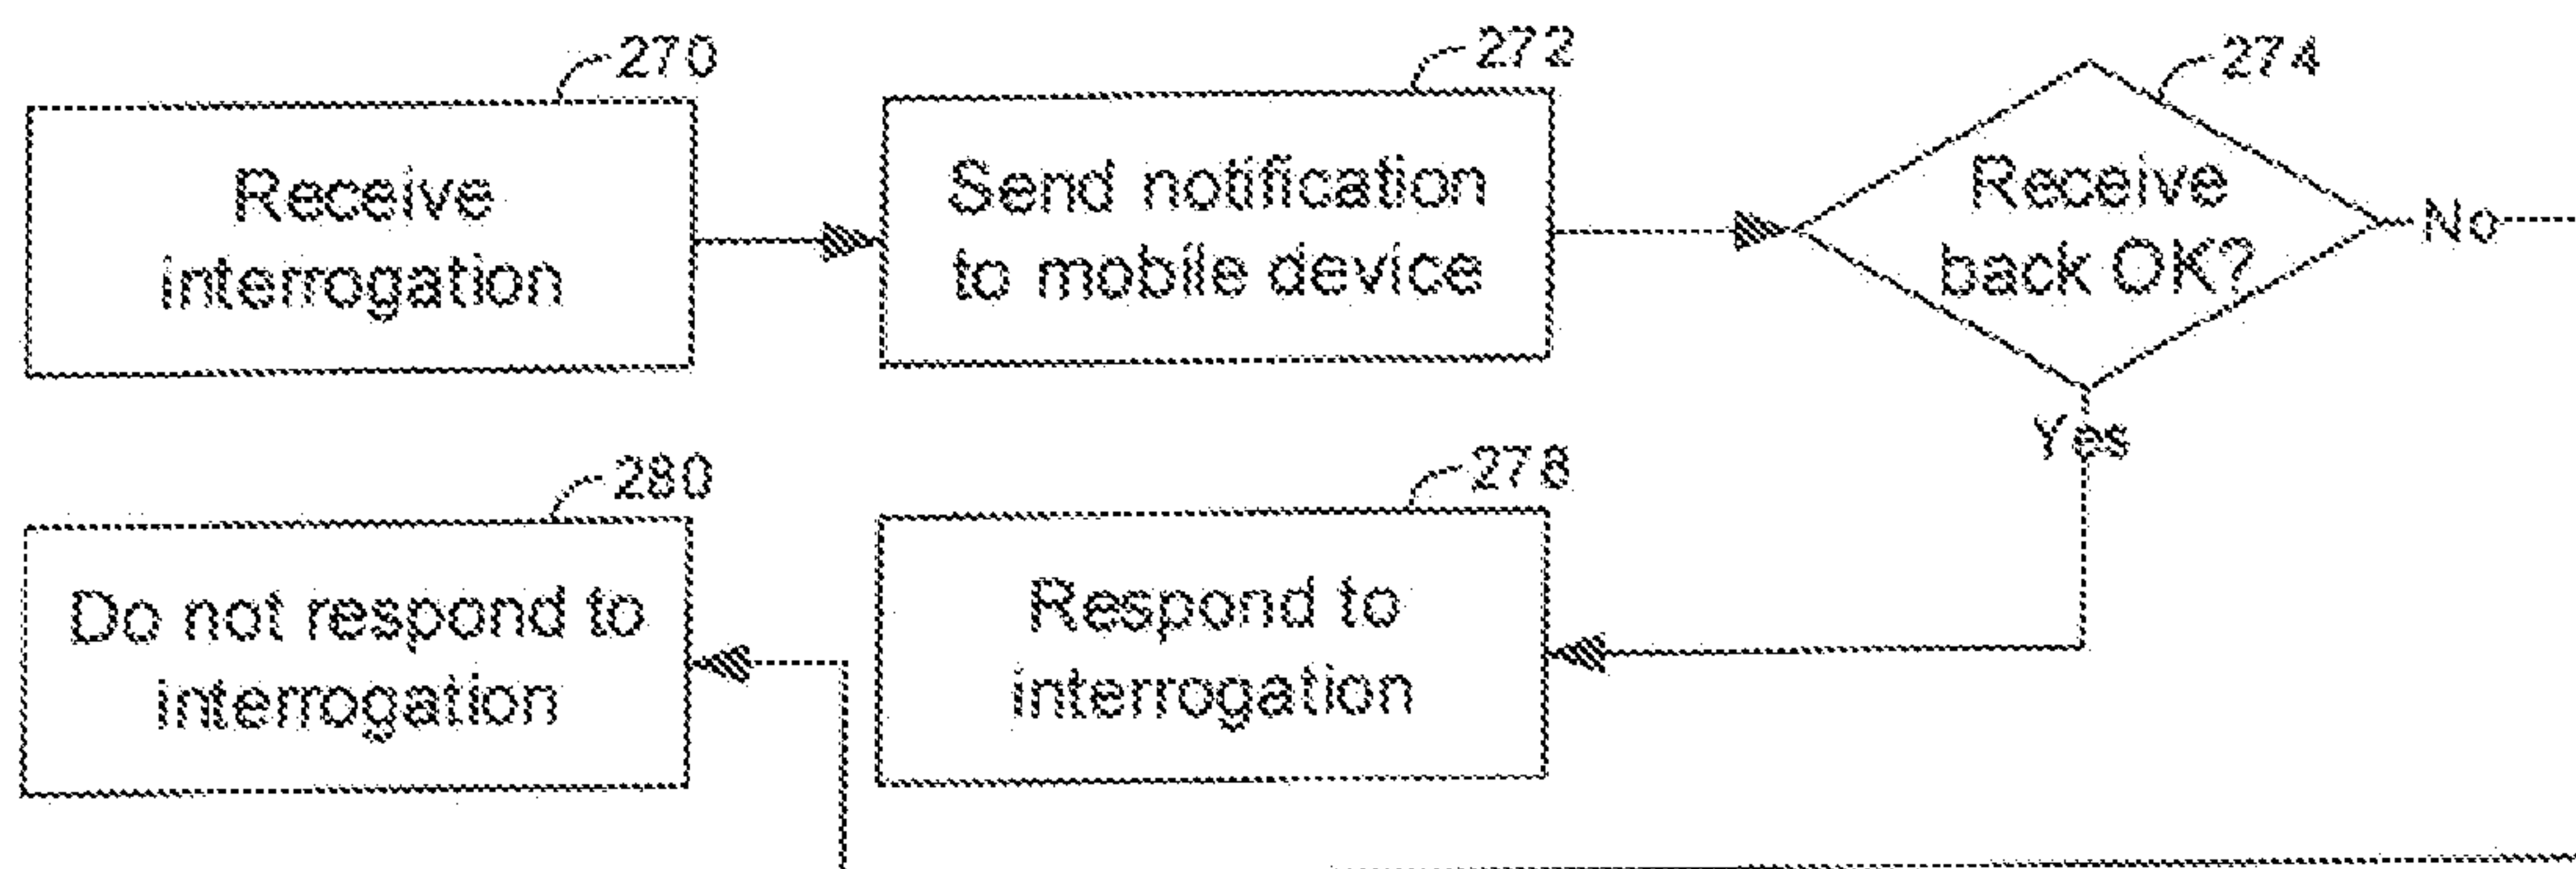 270
Receive
interrogation
272
Send notification
to mobile device
274
Receive
back OK?
No
Yes
280
Do not respond to
interrogation
278
Respond to
interrogation